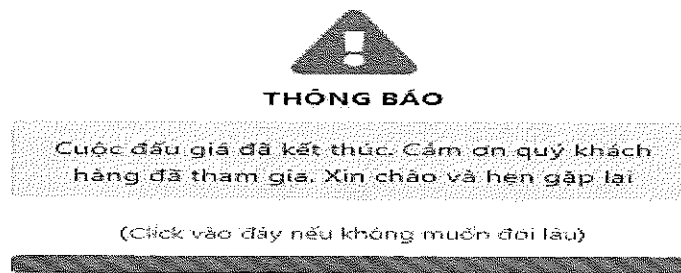 THÔNG BÁO
Cuộc đấu giá đã kết thúc. Cảm ơn quý khách
hàng đã tham gia. Xin chào và hẹn gặp lại
(Click vào đây nếu không muốn đợi lâu)